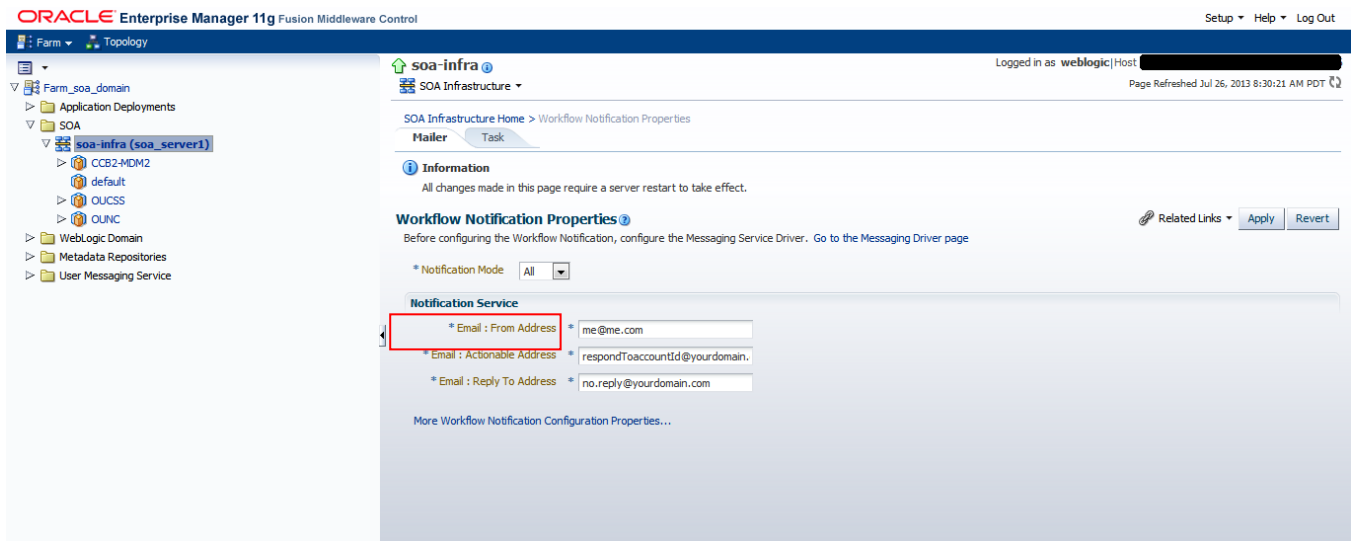 ORACLE Enterprise Manager 11g Fusion Middleware Control
Setup Help Log Out
Farm Topology
Farm_soa_domain
Application Deployments
SOA
soa-infra (soa_server1)
CCB2-MDM2
default
OUCSS
OUNC
WebLogic Domain
Metadata Repositories
User Messaging Service
soa-infra
Logged in as weblogic|Host
SOA Infrastructure
Page Refreshed Jul 26, 2013 8:30:21 AM PDT
SOA Infrastructure Home > Workflow Notification Properties
Mailer Task
Information
All changes made in this page require a server restart to take effect.
Workflow Notification Properties
Related Links Apply Revert
Before configuring the Workflow Notification, configure the Messaging Service Driver. Go to the Messaging Driver page
* Notification Mode All
Notification Service
* Email : From Address * me@me.com
* Email : Actionable Address * respondToaccountId@yourdomain.
* Email : Reply To Address * no.reply@yourdomain.com
More Workflow Notification Configuration Properties...